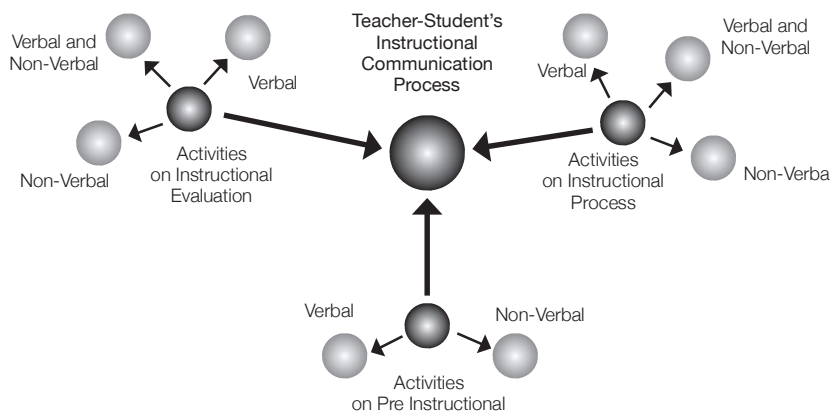 Teacher-Student's
Instructional
Communication
Process
Verbal and
Non-Verbal
Verbal
Non-Verbal
Activities
on Instructional
Evaluation
Verbal
Verbal and
Non-Verbal
Non-Verba
Activities
on Instructional
Process
Verbal
Non-Verbal
Activities
on Pre Instructional